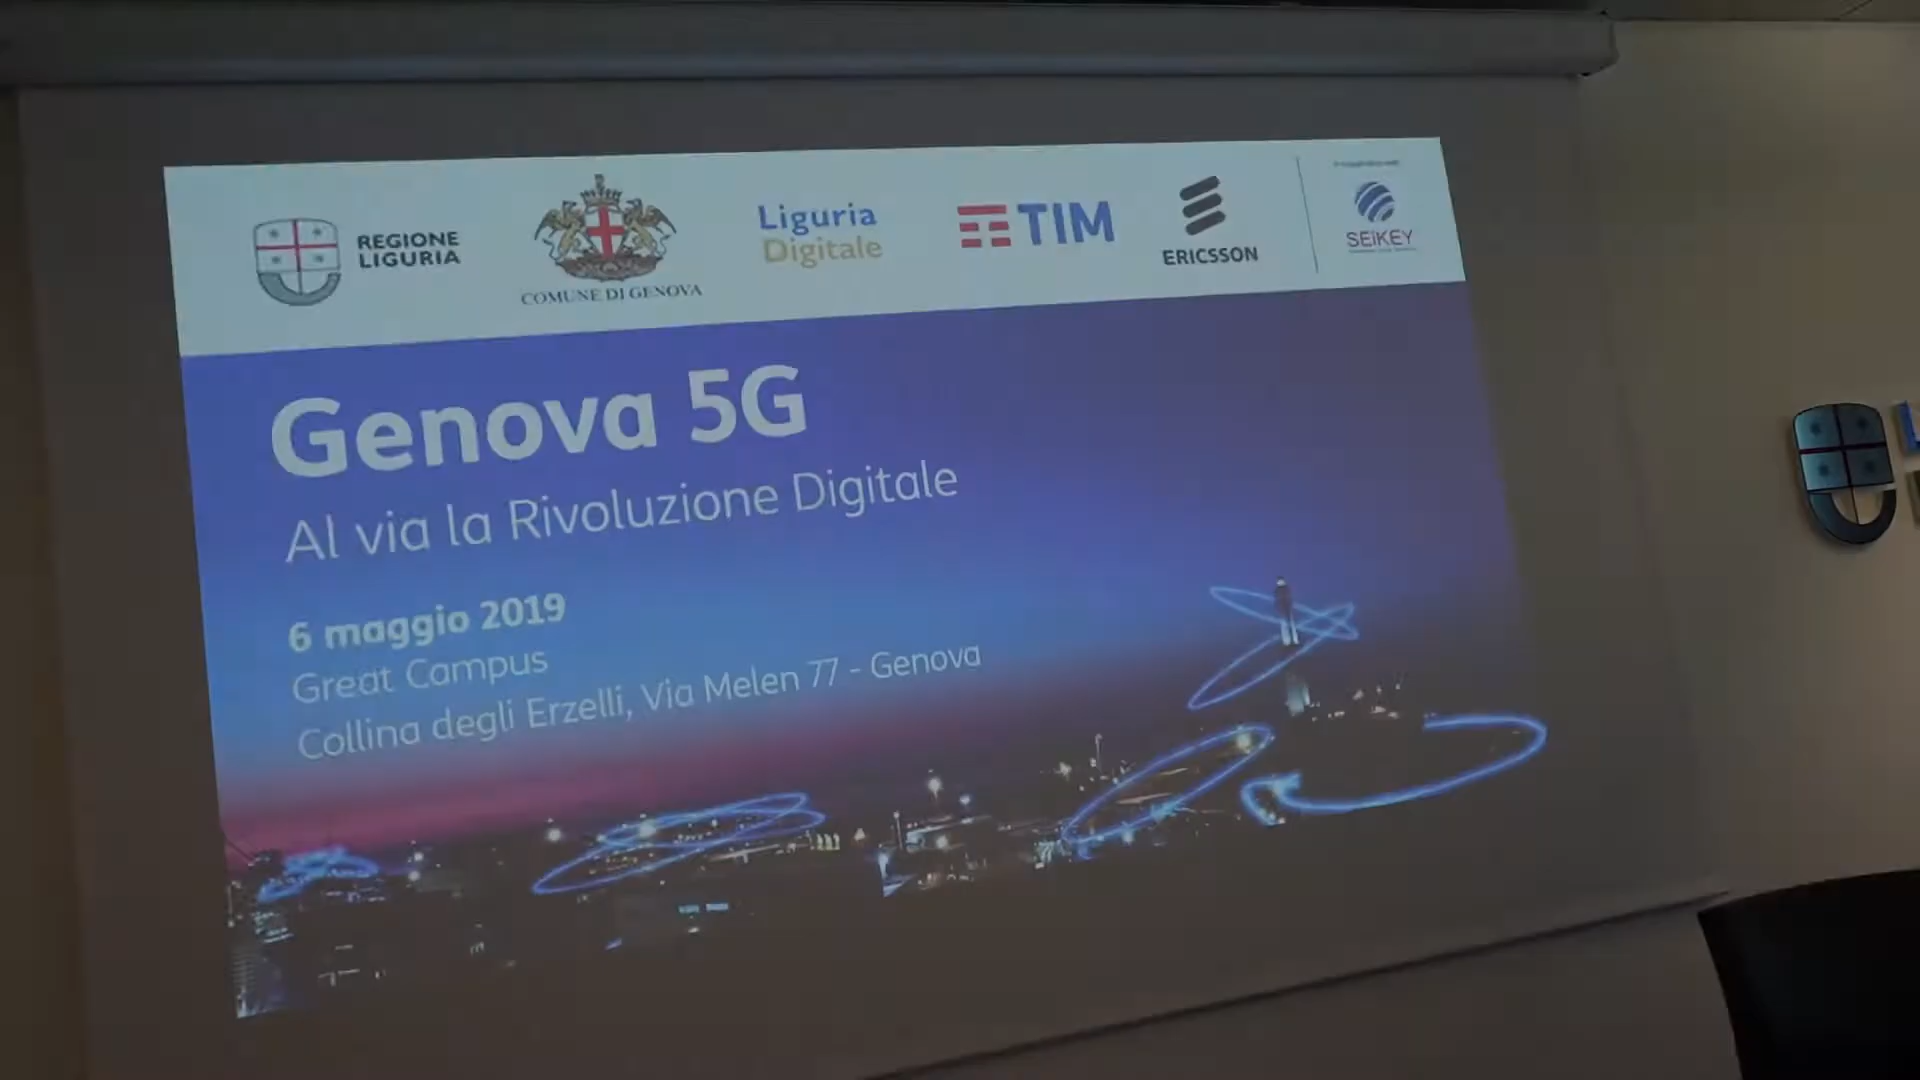 REGIONE
LIGURIA
COMUNE DI GENOVA
Liguria
Digitale
TIM
ERICSSON
SEIKEY
Genova 5G
Al via la Rivoluzione Digitale
6 maggio 2019
Great Campus
Collina degli Erzelli, Via Melen 77 - Genova